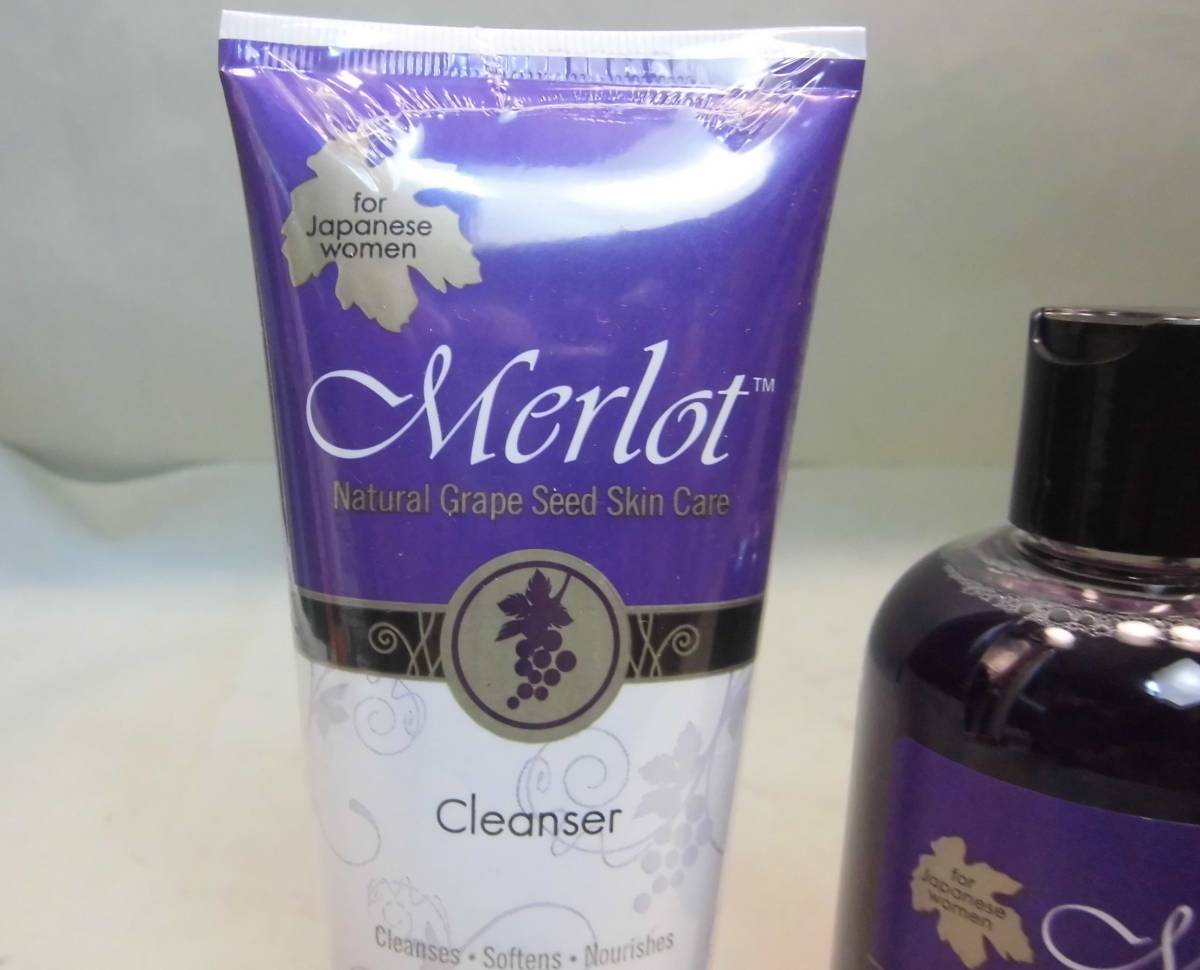 for
Japanese
women
Merlot™
Natural Grape Seed Skin Care
Cleanser
Cleanses • Softens • Nourishes
for
Japanese
women